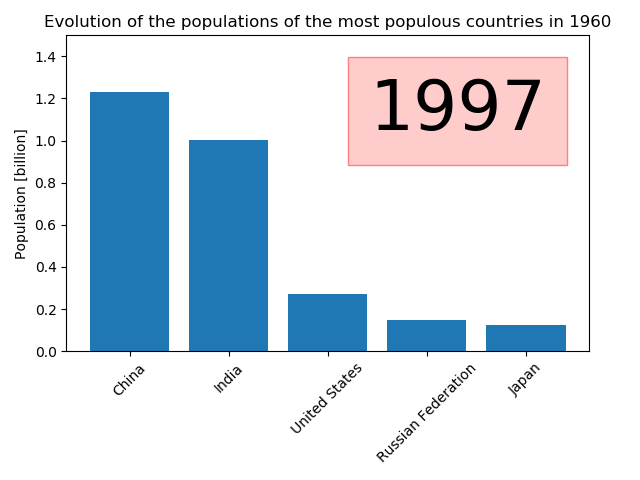 Evolution of the populations of the most populous countries in 1960
1997
Population [billion]
1.4
1.2
1.0
0.8
0.6
0.4
0.2
0.0
China
India
United States
Russian Federation
Japan